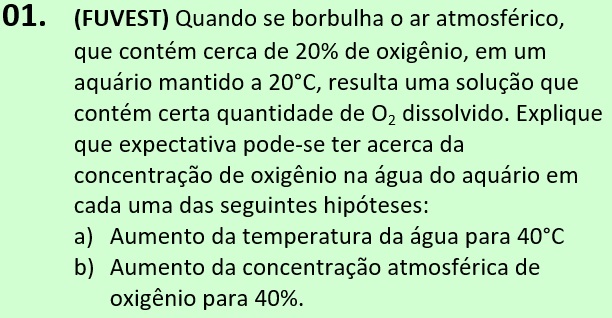 01. (FUVEST) Quando se borbulha o ar atmosférico,
que contém cerca de 20% de oxigênio, em um
aquário mantido a 20°C, resulta uma solução que
contém certa quantidade de O₂ dissolvido. Explique
que expectativa pode-se ter acerca da
concentração de oxigênio na água do aquário em
cada uma das seguintes hipóteses:
a) Aumento da temperatura da água para 40°C
b) Aumento da concentração atmosférica de
oxigênio para 40%.